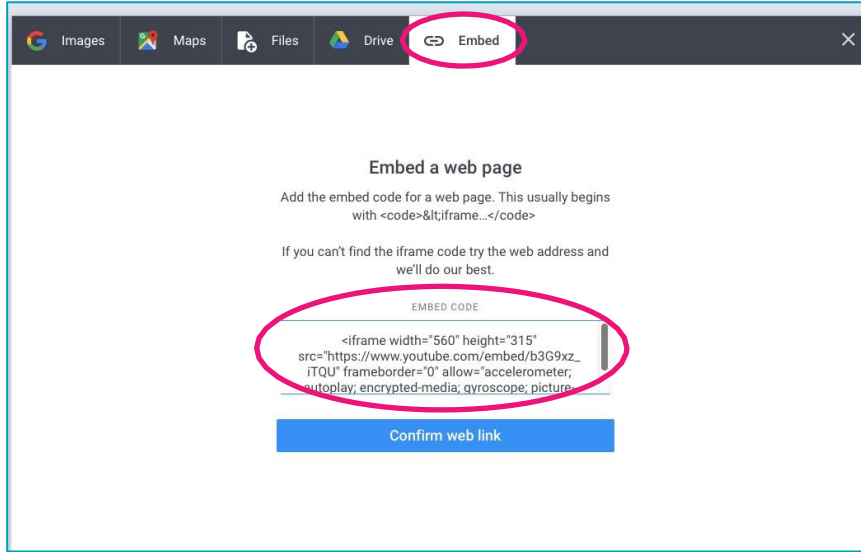 Images Maps Files Drive Embed
Embed a web page
Add the embed code for a web page. This usually begins
with <code>&lt;iframe…</code>
If you can't find the iframe code try the web address and
we'll do our best.
EMBED CODE
<iframe width="560" height="315"
src="https://www.youtube.com/embed/b3G9xz_
iTQU" frameborder="0" allow="accelerometer;
autoplay; encrypted-media; gyroscope; picture-
Confirm web link